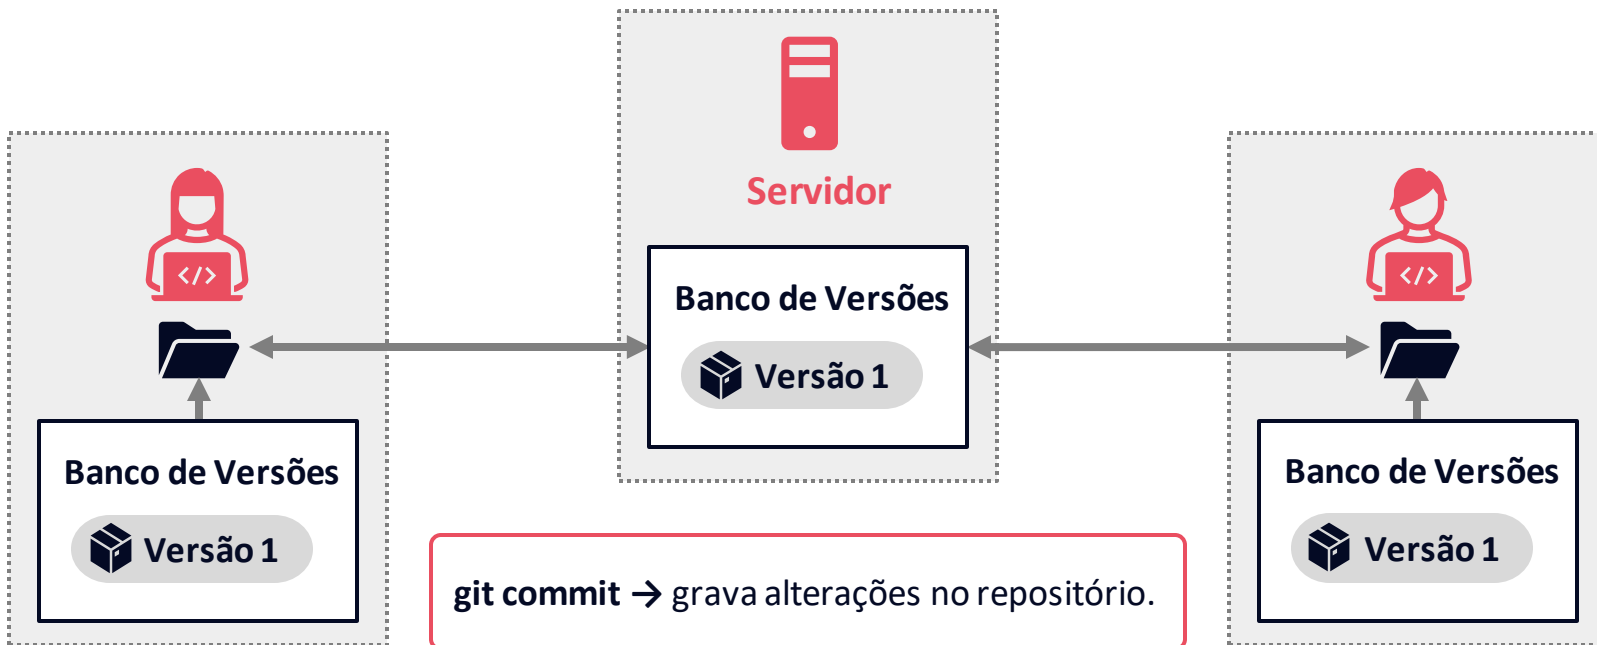 Servidor
Banco de Versões
Versão 1
</>
Banco de Versões
Versão 1
</>
Banco de Versões
Versão 1
git commit → grava alterações no repositório.